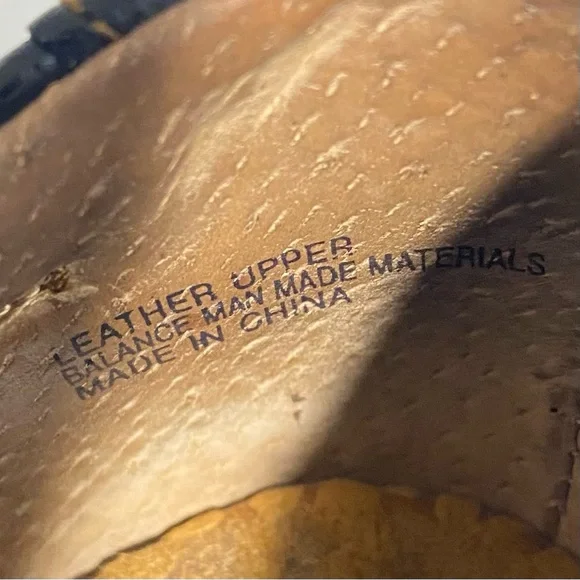 LEATHER UPPER
BALANCE MAN MADE MATERIALS
MADE IN CHINA